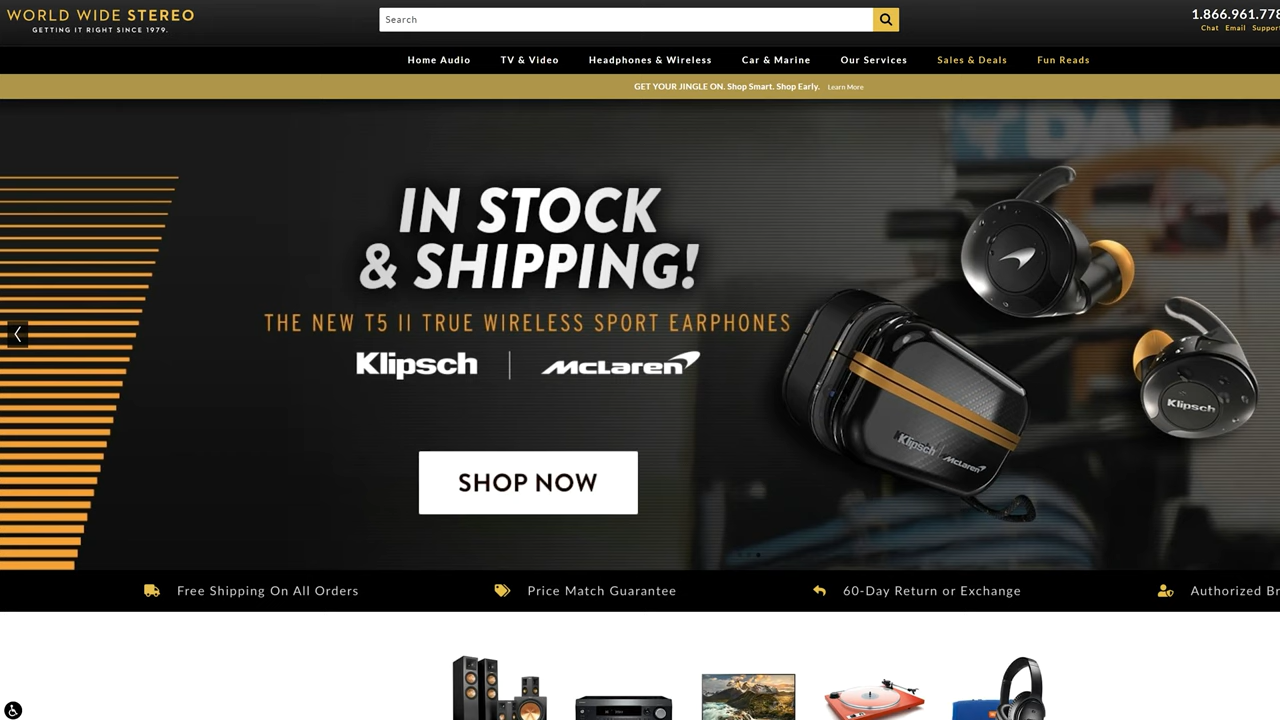 WORLD WIDE STEREO
GETTING IT RIGHT SINCE 1979.
Search
1.866.961.778
Chat Email Support
Home Audio TV & Video Headphones & Wireless Car & Marine Our Services Sales & Deals Fun Reads
GET YOUR JINGLE ON. Shop Smart. Shop Early. Learn More
IN STOCK
& SHIPPING!
THE NEW T5 II TRUE WIRELESS SPORT EARPHONES
Klipsch | McLaren
Klipsch
Klipsch McLaren
SHOP NOW
Free Shipping On All Orders Price Match Guarantee 60-Day Return or Exchange Authorized Br